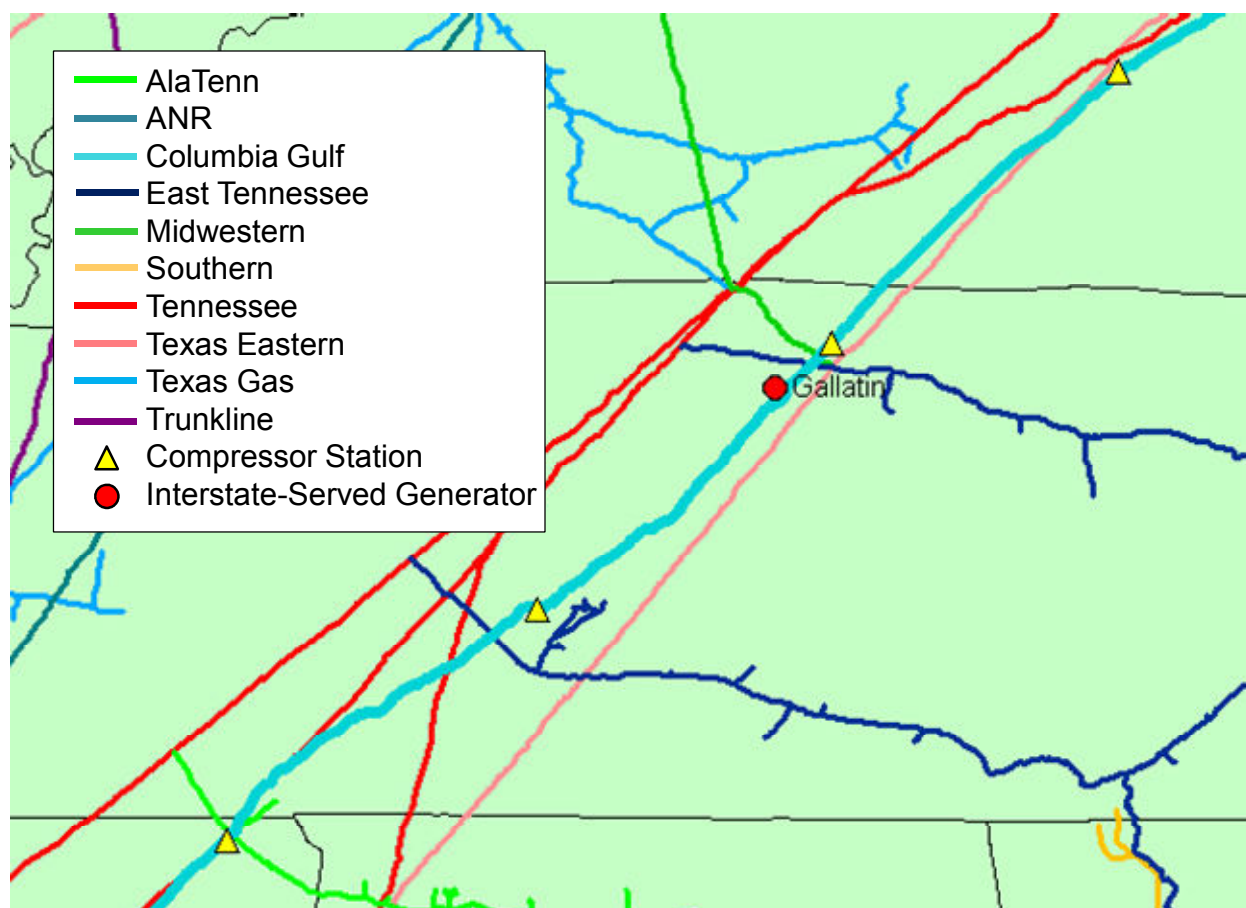 AlaTenn
ANR
Columbia Gulf
East Tennessee
Midwestern
Southern
Tennessee
Texas Eastern
Texas Gas
Trunkline
Compressor Station
Interstate-Served Generator
Gallatin